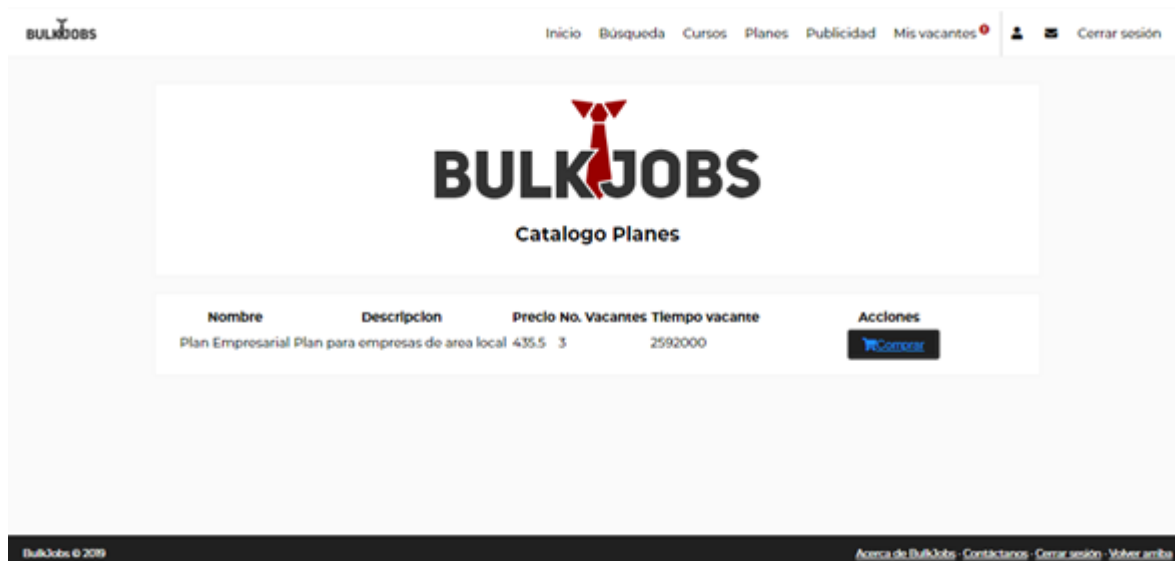 BULKJOBS
Inicio Búsqueda Cursos Planes Publicidad Mis vacantes Cerrar sesión
BULKJOBS
Catalogo Planes
Nombre Descripcion Precio No. Vacantes Tiempo vacante Acciones
Plan Empresarial Plan para empresas de area local 435.5 3 2592000 Comprar
BulkJobs © 2019 Acerca de BulkJobs · Contáctanos · Cerrar sesión · Volver arriba